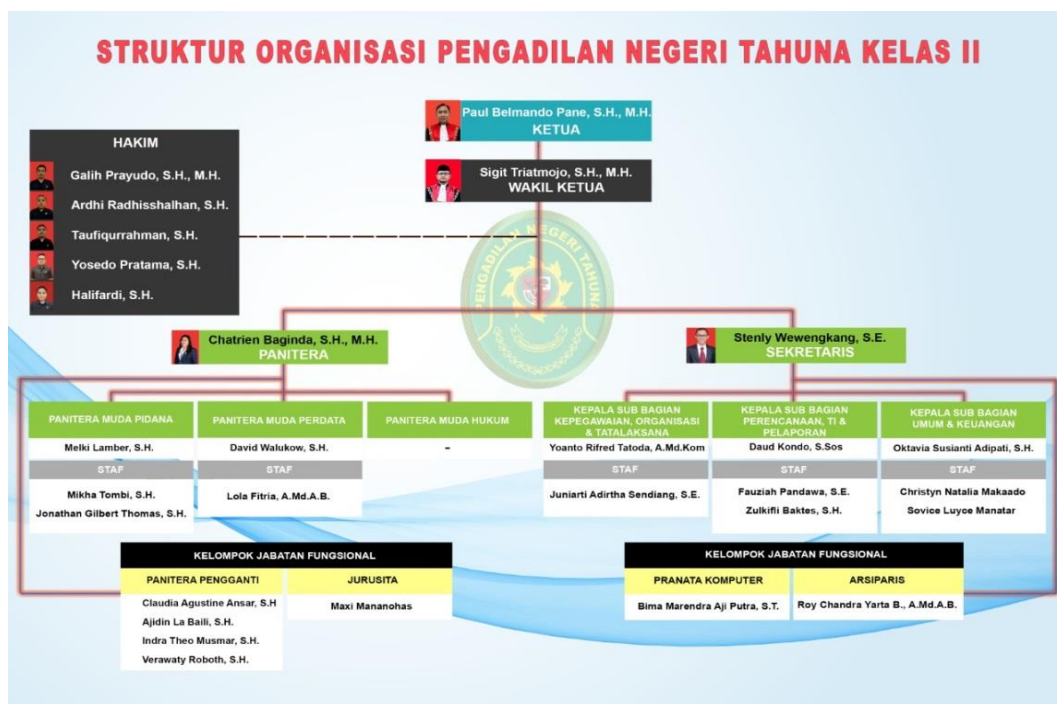 STRUKTUR ORGANISASI PENGADILAN NEGERI TAHUNA KELAS II
Paul Belmando Pane, S.H., M.H.
KETUA
Sigit Triatmojo, S.H., M.H.
WAKIL KETUA
HAKIM
Galih Prayudo, S.H., M.H.
Ardhi Radhisshalhan, S.H.
Taufiqurrahman, S.H.
Yosedo Pratama, S.H.
Halifardi, S.H.
PENGADILAN NEGERI TAHUNA
Chatrien Baginda, S.H., M.H.
PANITERA
Stenly Wewengkang, S.E.
SEKRETARIS
PANITERA MUDA PIDANA
Melki Lamber, S.H.
STAF
Mikha Tombi, S.H.
Jonathan Gilbert Thomas, S.H.
PANITERA MUDA PERDATA
David Walukow, S.H.
STAF
Lola Fitria, A.Md.A.B.
PANITERA MUDA HUKUM
-
KEPALA SUB BAGIAN
KEPEGAWAIAN, ORGANISASI
& TATALAKSANA
Yoanto Rifred Tatoda, A.Md.Kom
STAF
Juniarti Adirtha Sendiang, S.E.
KEPALA SUB BAGIAN
PERENCANAAN, TI &
PELAPORAN
Daud Kondo, S.Sos
STAF
Fauziah Pandawa, S.E.
Zulkifli Baktes, S.H.
KEPALA SUB BAGIAN
UMUM & KEUANGAN
Oktavia Susianti Adipati, S.H.
STAF
Christyn Natalia Makaado
Sovice Luyce Manatar
KELOMPOK JABATAN FUNGSIONAL
PANITERA PENGGANTI
Claudia Agustine Ansar, S.H
Ajidin La Baili, S.H.
Indra Theo Musmar, S.H.
Verawaty Roboth, S.H.
JURUSITA
Maxi Mananohas
KELOMPOK JABATAN FUNGSIONAL
PRANATA KOMPUTER
Bima Marendra Aji Putra, S.T.
ARSIPARIS
Roy Chandra Yarta B., A.Md.A.B.